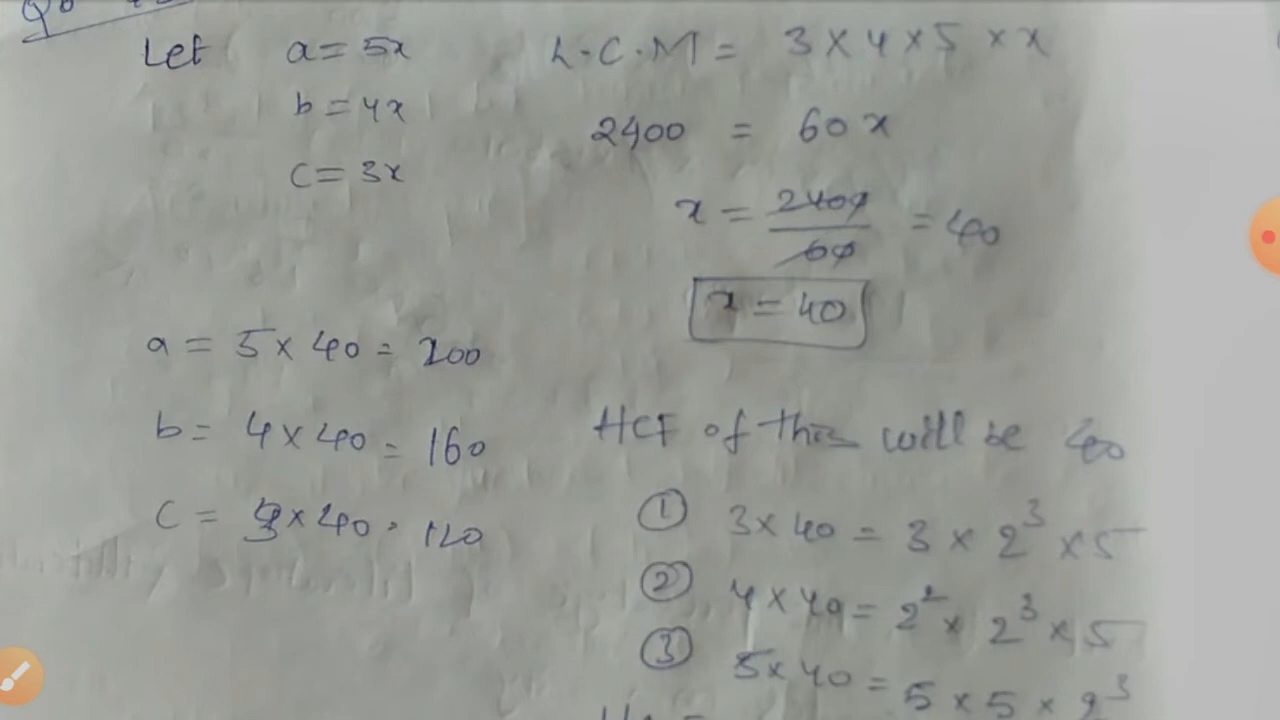 Let a = 5x
b = 4x
c = 3x
L.C.M = 3 × 4 × 5 × x
2400 = 60x
x = 2400/60 = 40
x = 40
a = 5 × 40 = 200
b = 4 × 40 = 160
c = 3 × 40 = 120
HCF of this will be 40
① 3 × 40 = 3 × 2³ × 5
② 4 × 40 = 2² × 2³ × 5
③ 5 × 40 = 5 × 5 × 2³